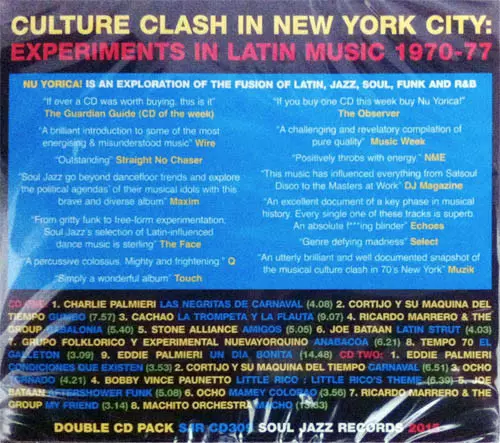 CULTURE CLASH IN NEW YORK CITY:
EXPERIMENTS IN LATIN MUSIC 1970-77
NU YORICA! IS AN EXPLORATION OF THE FUSION OF LATIN, JAZZ, SOUL, FUNK AND R&B
"If ever a CD was worth buying, this is it"
The Guardian Guide (CD of the week)
"A brilliant introduction to some of the most
energising & misunderstood music" Wire
"Outstanding" Straight No Chaser
"Soul Jazz go beyond dancefloor trends and explore
the political agendas' of their musical idols with this
brave and diverse album" Maxim
"From gritty funk to free-form experimentation,
Soul Jazz's selection of Latin-influenced
dance music is sterling" The Face
"A percussive colossus. Mighty and frightening." Q
"Simply a wonderful album" Touch
"If you buy one CD this week buy Nu Yorica!"
The Observer
"A challenging and revelatory compilation of
pure quality" Music Week
"Positively throbs with energy." NME
"This music has influenced everything from Salsoul
Disco to the Masters at Work" DJ Magazine
"An excellent document of a key phase in musical
history. Every single one of these tracks is superb.
An absolute f***ing blinder" Echoes
"Genre defying madness" Select
"An utterly brilliant and well documented snapshot of
the musical culture clash in 70's New York" Muzik
CD ONE: 1. CHARLIE PALMIERI LAS NEGRITAS DE CARNAVAL (4.08) 2. CORTIJO Y SU MAQUINA DEL
TIEMPO GUMBO (7.57) 3. CACHAO LA TROMPETA Y LA FLAUTA (9.07) 4. RICARDO MARRERO & THE
GROUP BABALONIA (5.40) 5. STONE ALLIANCE AMIGOS (5.05) 6. JOE BATAAN LATIN STRUT (4.03)
7. GRUPO FOLKLORICO Y EXPERIMENTAL NUEVAYORQUINO ANABACOA (6.21) 8. TEMPO 70 EL
GALLETON (3.09) 9. EDDIE PALMIERI UN DIA BONITA (14.48) CD TWO: 1. EDDIE PALMIERI
CONDICIONES QUE EXISTEN (3.53) 2. CORTIJO Y SU MAQUINA DEL TIEMPO CARNAVAL (6.51) 3. OCHO
TORNADO (4.21) 4. BOBBY VINCE PAUNETTO LITTLE RICO : LITTLE RICO'S THEME (6.39) 5. JOE
BATAAN AFTERSHOWER FUNK (5.08) 6. OCHO MAMEY COLORAO (3.56) 7. RICARDO MARRERO & THE
GROUP MY FRIEND (3.14) 8. MACHITO ORCHESTRA MACHO (13.33)
DOUBLE CD PACK SJR CD309 SOUL JAZZ RECORDS 2015